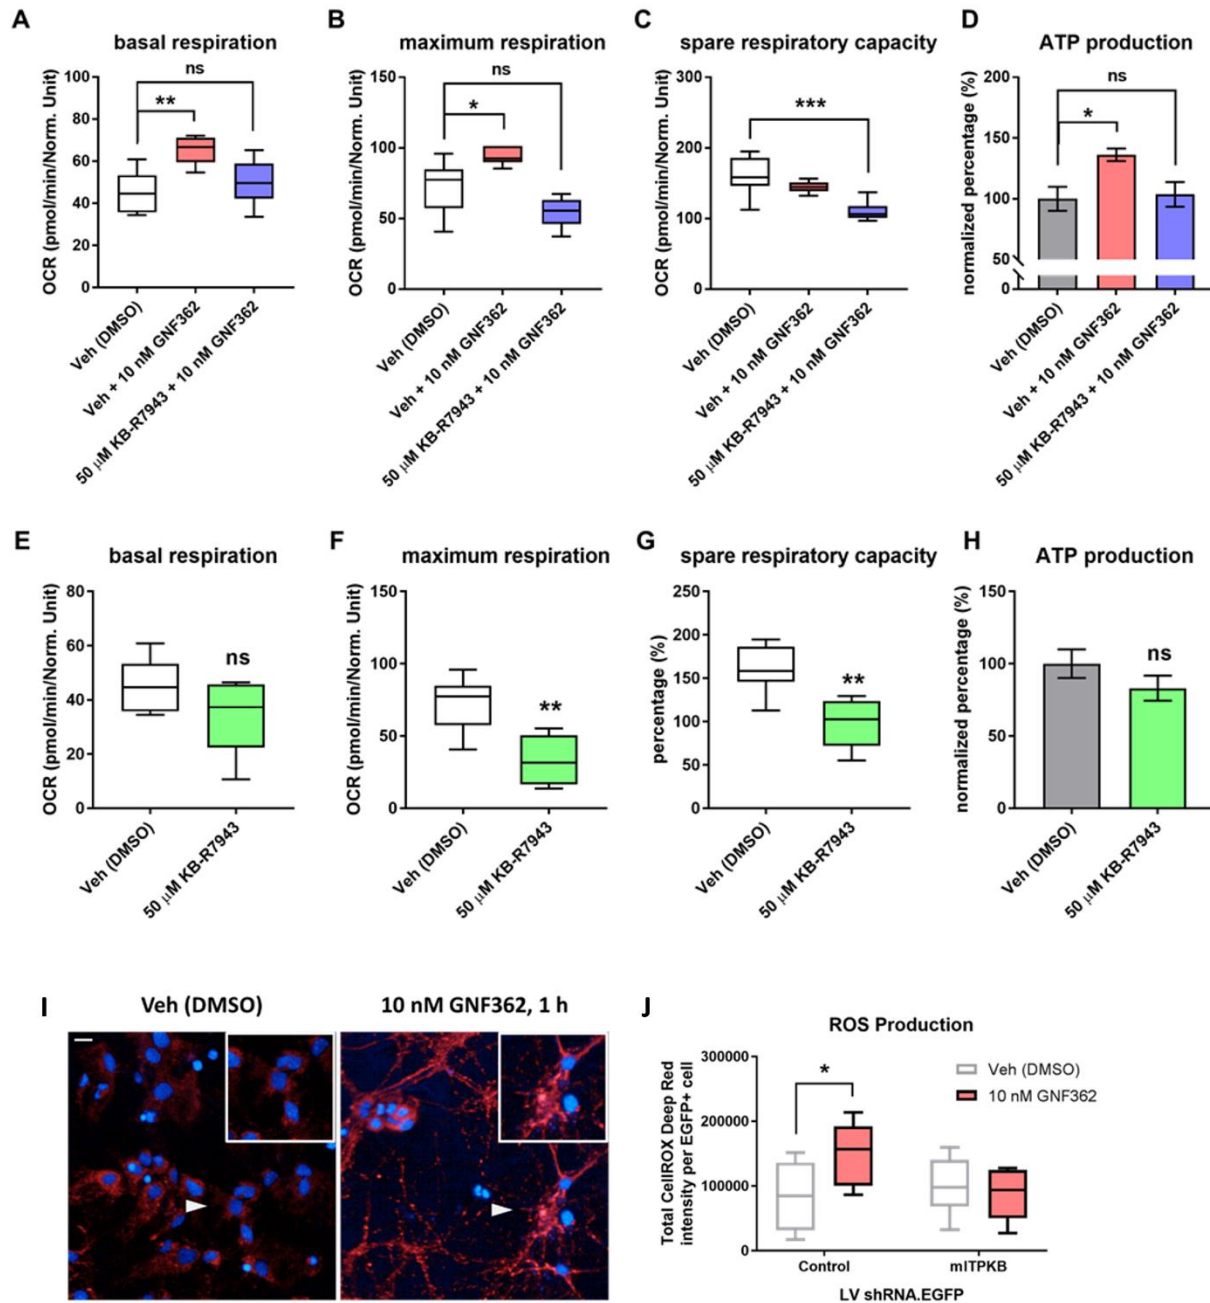 A
basal respiration
OCR (pmol/min/Norm. Unit)
100
80
60
40
20
0
ns
**
Veh (DMSO)
Veh + 10 nM GNF362
50 μM KB-R7943 + 10 nM GNF362
B
maximum respiration
OCR (pmol/min/Norm. Unit)
150
100
50
0
ns
*
Veh (DMSO)
Veh + 10 nM GNF362
50 μM KB-R7943 + 10 nM GNF362
C
spare respiratory capacity
OCR (pmol/min/Norm. Unit)
300
200
100
0
***
Veh (DMSO)
Veh + 10 nM GNF362
50 μM KB-R7943 + 10 nM GNF362
D
ATP production
normalized percentage (%)
200
150
100
50
0
ns
*
Veh (DMSO)
Veh + 10 nM GNF362
50 μM KB-R7943 + 10 nM GNF362
E
basal respiration
OCR (pmol/min/Norm. Unit)
80
60
40
20
0
ns
Veh (DMSO)
50 μM KB-R7943
F
maximum respiration
OCR (pmol/min/Norm. Unit)
150
100
50
0
**
Veh (DMSO)
50 μM KB-R7943
G
spare respiratory capacity
percentage (%)
250
200
150
100
50
0
**
Veh (DMSO)
50 μM KB-R7943
H
ATP production
normalized percentage (%)
150
100
50
0
ns
Veh (DMSO)
50 μM KB-R7943
I
Veh (DMSO)
10 nM GNF362, 1 h
J
ROS Production
Total CellROX Deep Red
intensity per EGFP+ cell
300000
200000
100000
0
*
Veh (DMSO)
10 nM GNF362
Control
mITPKB
LV shRNA.EGFP